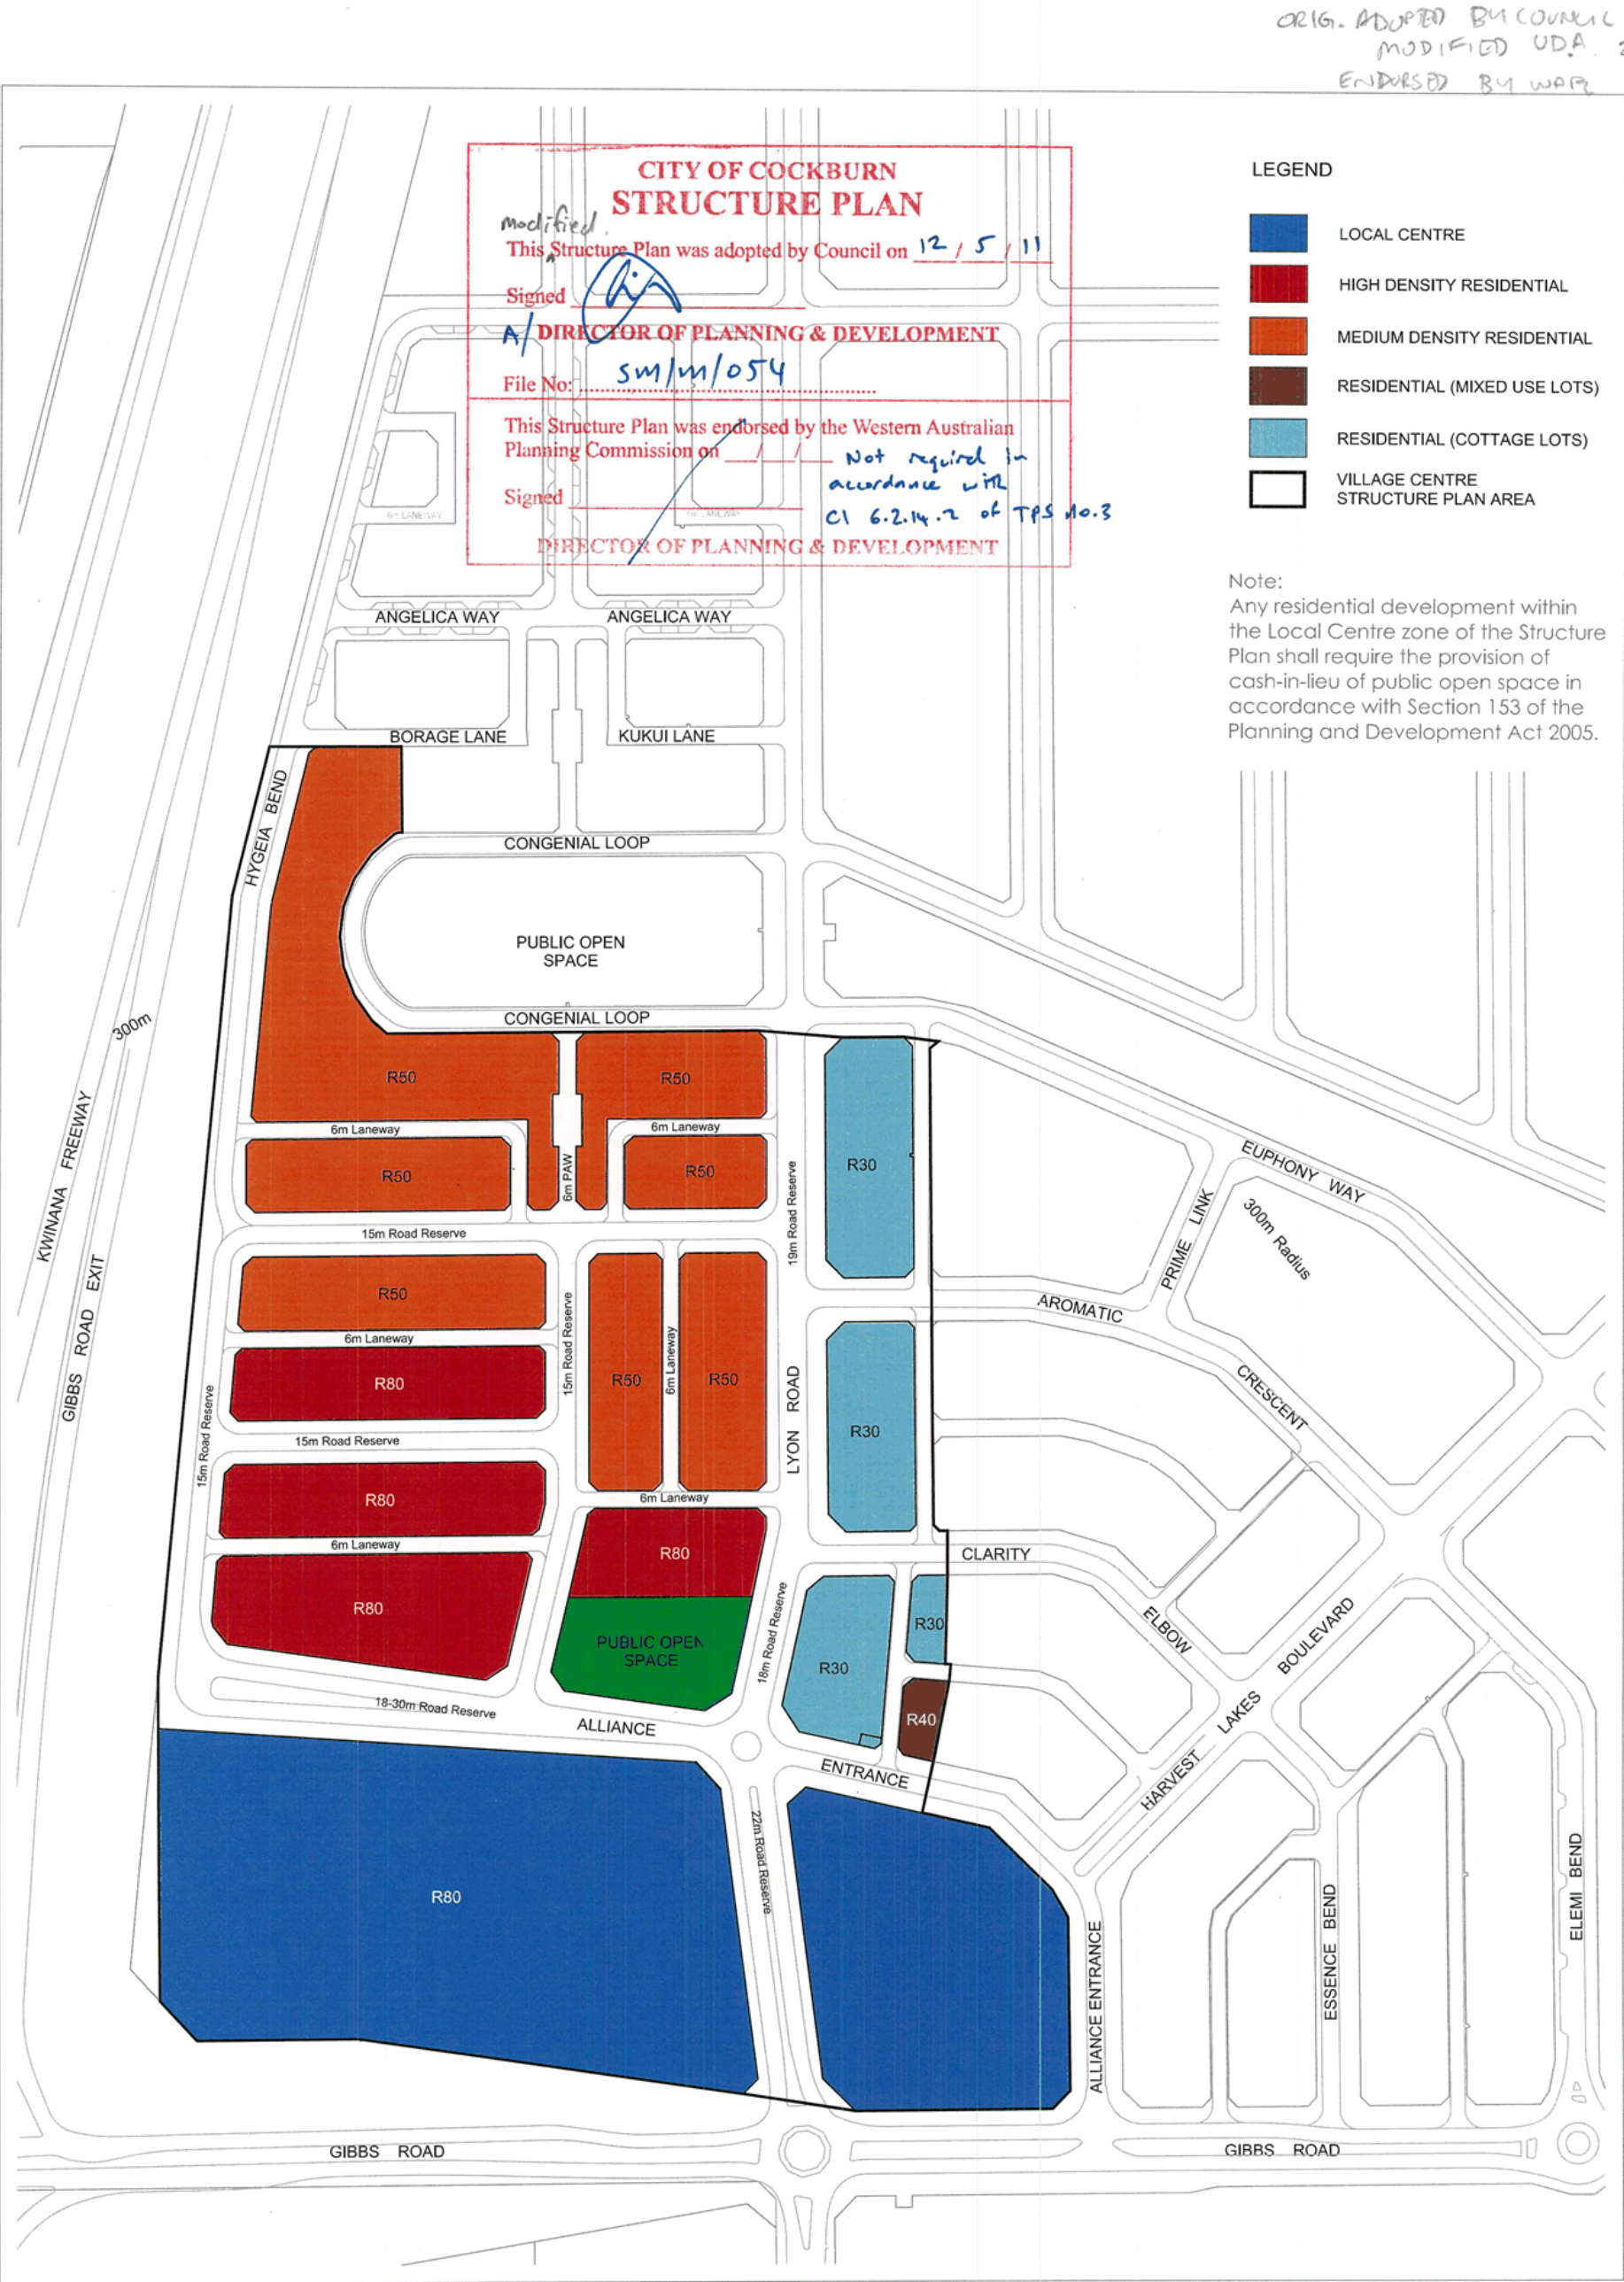 ORIG. ADOPTED BY COUNCIL
MODIFIED UDA.
ENDORSED BY WAPC
CITY OF COCKBURN
STRUCTURE PLAN
modified
This Structure Plan was adopted by Council on 12 / 5 / 11
Signed
A/ DIRECTOR OF PLANNING & DEVELOPMENT
File No: SM/M/054
This Structure Plan was endorsed by the Western Australian
Planning Commission on / /
Not required in
accordance with
Cl 6.2.14.2 of TPS No.3
Signed
DIRECTOR OF PLANNING & DEVELOPMENT
LEGEND
LOCAL CENTRE
HIGH DENSITY RESIDENTIAL
MEDIUM DENSITY RESIDENTIAL
RESIDENTIAL (MIXED USE LOTS)
RESIDENTIAL (COTTAGE LOTS)
VILLAGE CENTRE
STRUCTURE PLAN AREA
Note:
Any residential development within
the Local Centre zone of the Structure
Plan shall require the provision of
cash-in-lieu of public open space in
accordance with Section 153 of the
Planning and Development Act 2005.
6m LANEWAY
6m LANEWAY
ANGELICA WAY
ANGELICA WAY
BORAGE LANE
KUKUI LANE
HYGEIA BEND
CONGENIAL LOOP
PUBLIC OPEN
SPACE
CONGENIAL LOOP
300m
KWINANA FREEWAY
GIBBS ROAD EXIT
R50
R50
6m Laneway
6m Laneway
R50
6m PAW
R50
19m Road Reserve
R30
15m Road Reserve
EUPHONY WAY
PRIME LINK
300m Radius
AROMATIC
CRESCENT
R50
6m Laneway
15m Road Reserve
R50
6m Laneway
R50
R80
LYON ROAD
R30
15m Road Reserve
15m Road Reserve
R80
6m Laneway
6m Laneway
R80
R80
PUBLIC OPEN
SPACE
18m Road Reserve
CLARITY
ELBOW
R30
R30
R40
18-30m Road Reserve
ALLIANCE
ENTRANCE
HARVEST LAKES BOULEVARD
22m Road Reserve
R80
ALLIANCE ENTRANCE
ESSENCE BEND
ELEMI BEND
GIBBS ROAD
GIBBS ROAD